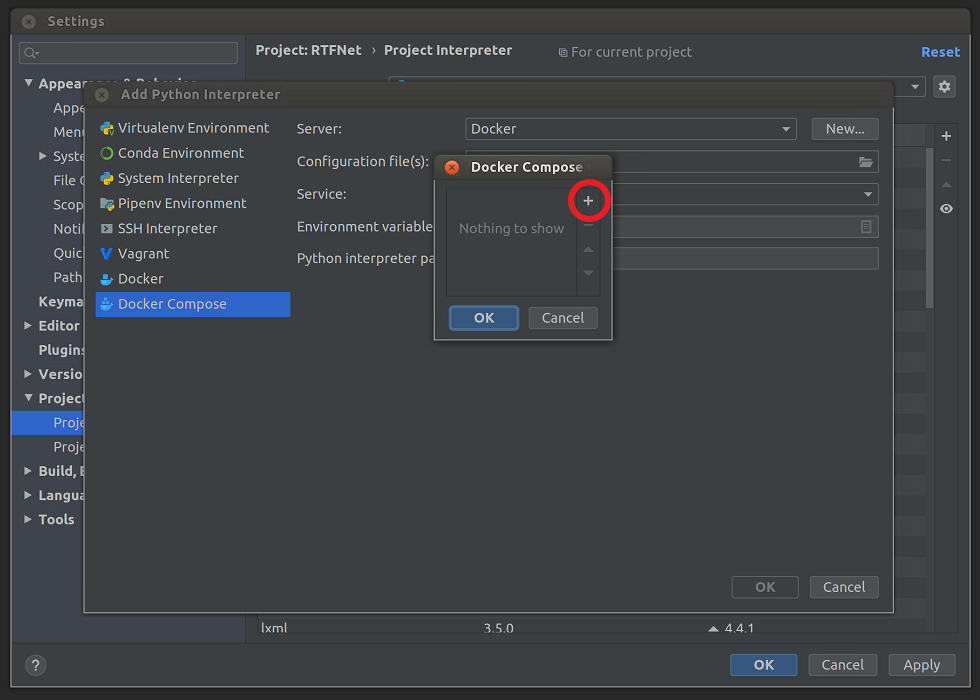 Settings
Project: RTFNet › Project Interpreter
For current project
Reset
Add Python Interpreter
Virtualenv Environment
Conda Environment
System Interpreter
Pipenv Environment
SSH Interpreter
Vagrant
Docker
Docker Compose
Server:
Docker
New...
Configuration file(s):
Service:
Environment variable
Python interpreter pa
Docker Compose
Nothing to show
OK
Cancel
OK
Cancel
Appe
Menu
Syste
File C
Scop
Notif
Quic
Path
Keyma
Editor
Plugins
Versio
Project
Proje
Proje
Build, E
Langua
Tools
lxml 3.5.0 4.4.1
?
OK
Cancel
Apply